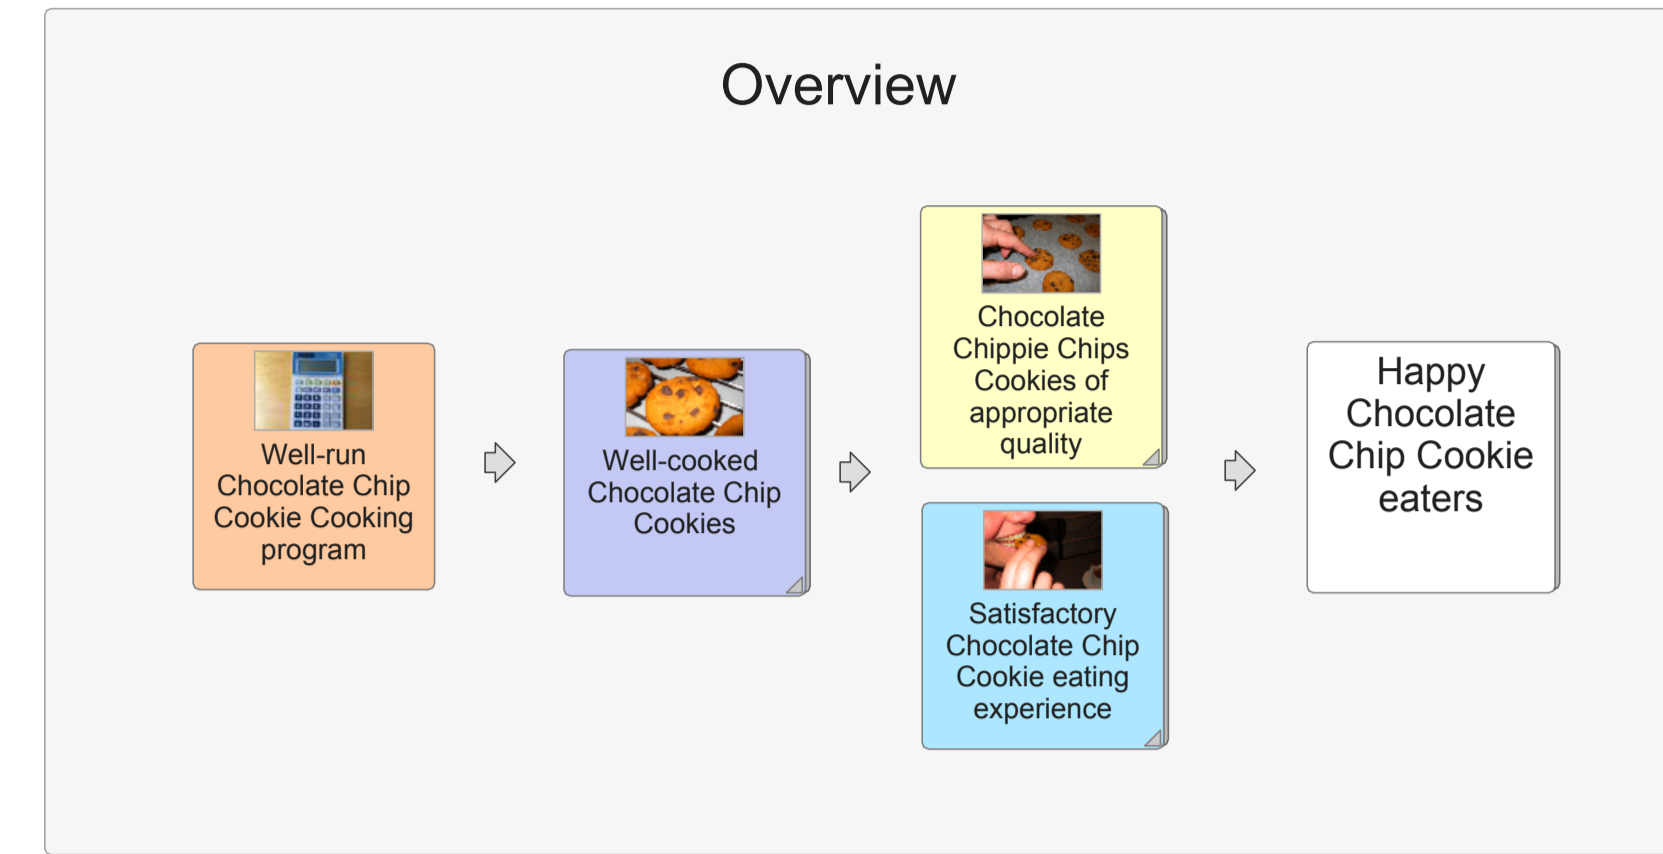 Overview
Well-run
Chocolate Chip
Cookie Cooking
program
Well-cooked
Chocolate Chip
Cookies
Chocolate
Chippie Chips
Cookies of
appropriate
quality
Satisfactory
Chocolate Chip
Cookie eating
experience
Happy
Chocolate
Chip Cookie
eaters